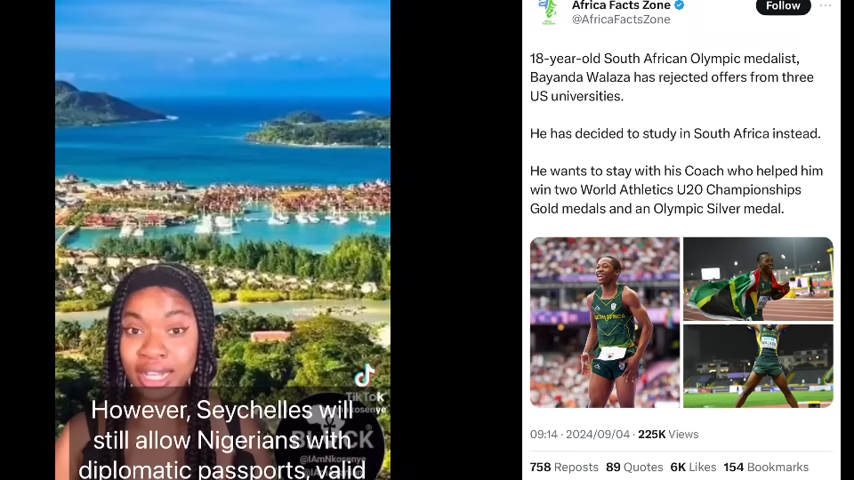 However, Seychelles will
still allow Nigerians with
diplomatic passports, valid
TikTok
@IAmNkosenye
Africa Facts Zone
@AfricaFactsZone
Follow
18-year-old South African Olympic medalist,
Bayanda Walaza has rejected offers from three
US universities.
He has decided to study in South Africa instead.
He wants to stay with his Coach who helped him
win two World Athletics U20 Championships
Gold medals and an Olympic Silver medal.
SOUTH AFRICA
09:14 · 2024/09/04 · 225K Views
758 Reposts 89 Quotes 6K Likes 154 Bookmarks